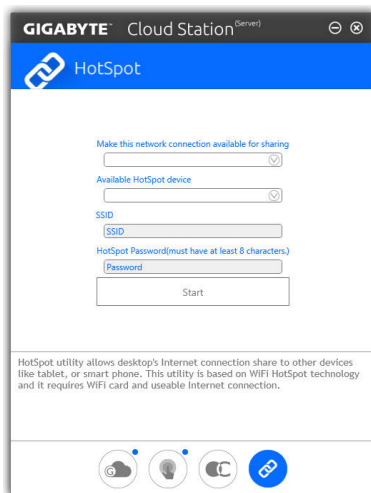 GIGABYTE™ Cloud Station (Server)
HotSpot
Make this network connection available for sharing
Available HotSpot device
SSID
SSID
HotSpot Password(must have at least 8 characters.)
Password
Start
HotSpot utility allows desktop's Internet connection share to other devices
like tablet, or smart phone. This utility is based on WiFi HotSpot technology
and it requires WiFi card and useable Internet connection.
G